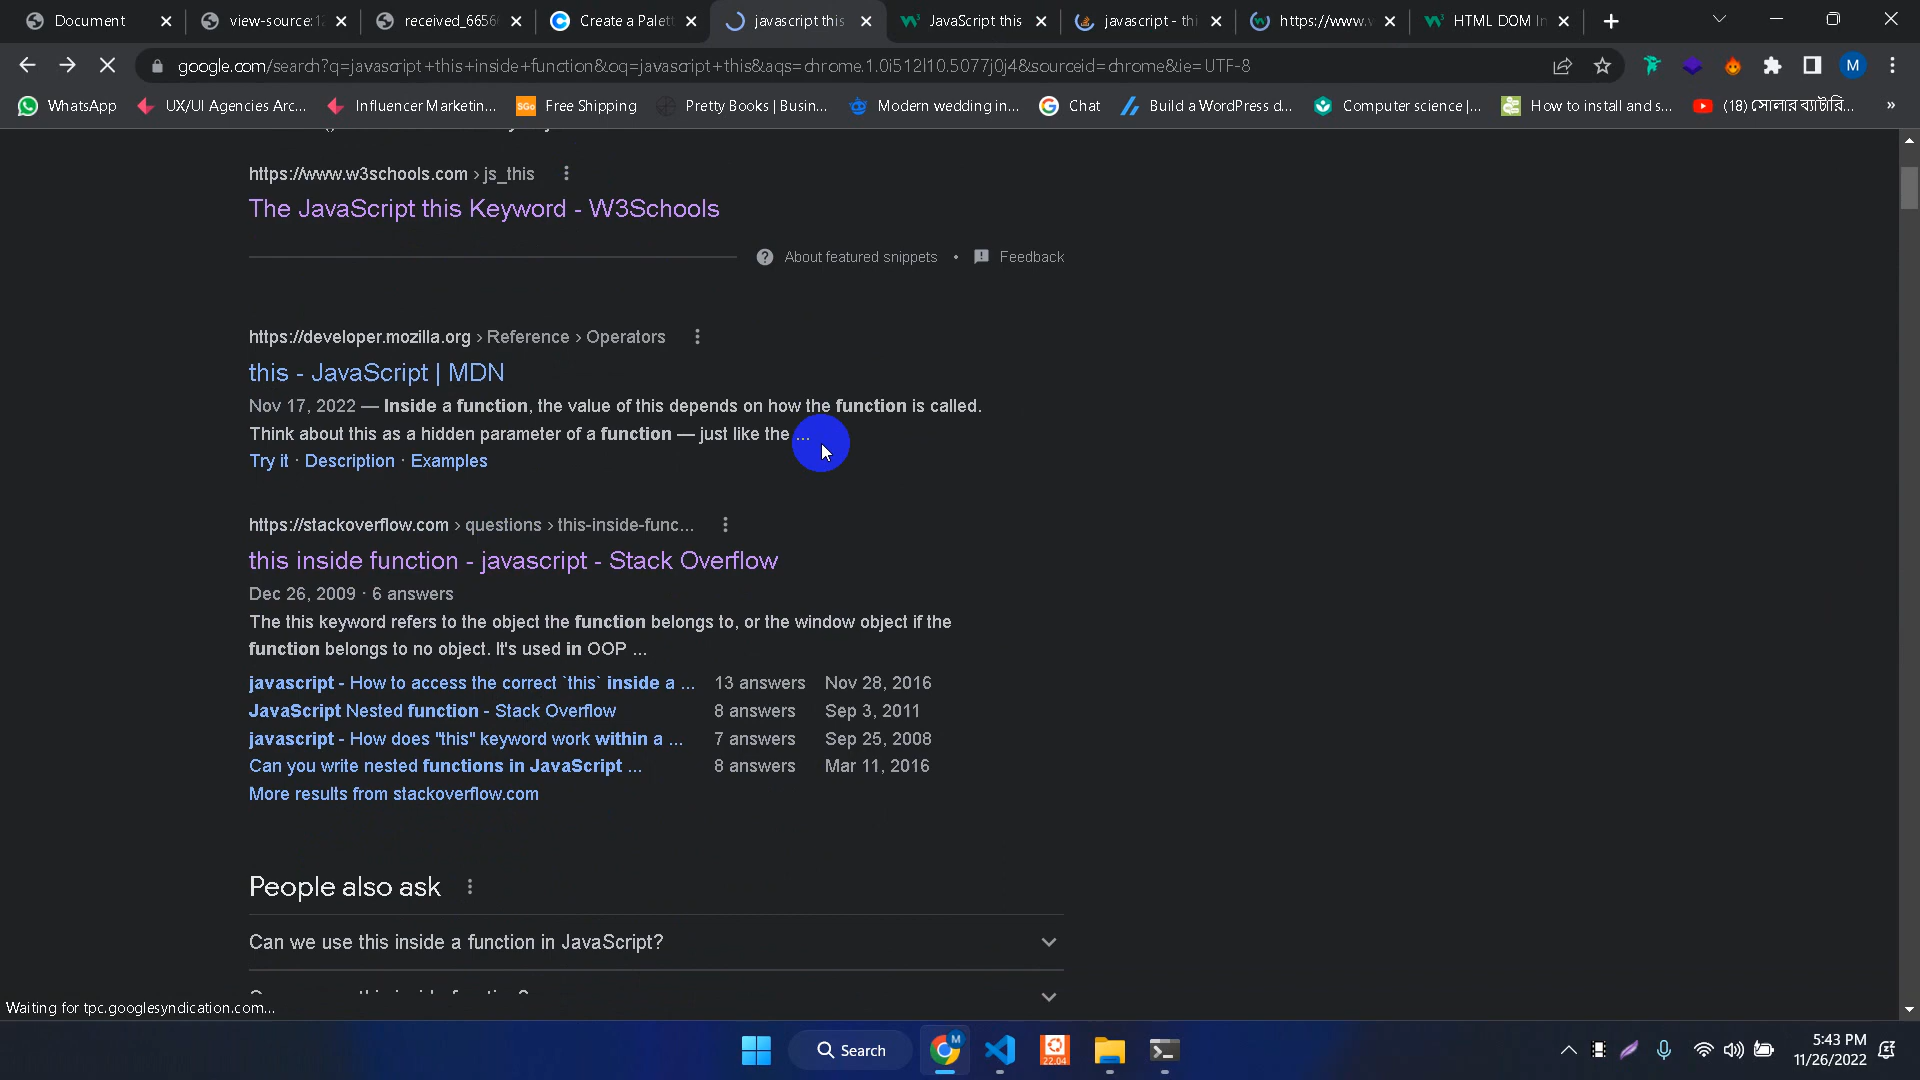 Document
view-source:12
received_6656
Create a Palett
javascript this
JavaScript this
javascript - thi
https://www.v
HTML DOM In
google.com/search?q=javascript+this+inside+function&oq=javascript+this&aqs=chrome.1.0i512l10.5077j0j4&sourceid=chrome&ie=UTF-8
M
WhatsApp
UX/UI Agencies Arc...
Influencer Marketin...
SGo
Free Shipping
Pretty Books | Busin...
Modern wedding in...
Chat
Build a WordPress d...
Computer science |...
How to install and s...
(18) সোলার ব্যাটারি...
»
https://www.w3schools.com › js_this
The JavaScript this Keyword - W3Schools
About featured snippets • Feedback
https://developer.mozilla.org › Reference › Operators
this - JavaScript | MDN
Nov 17, 2022 — Inside a function, the value of this depends on how the function is called.
Think about this as a hidden parameter of a function — just like the ...
Try it · Description · Examples
https://stackoverflow.com › questions › this-inside-func...
this inside function - javascript - Stack Overflow
Dec 26, 2009 · 6 answers
The this keyword refers to the object the function belongs to, or the window object if the
function belongs to no object. It's used in OOP ...
javascript - How to access the correct `this` inside a ... 13 answers Nov 28, 2016
JavaScript Nested function - Stack Overflow 8 answers Sep 3, 2011
javascript - How does "this" keyword work within a ... 7 answers Sep 25, 2008
Can you write nested functions in JavaScript ... 8 answers Mar 11, 2016
More results from stackoverflow.com
People also ask
Can we use this inside a function in JavaScript?
Waiting for tpc.googlesyndication.com...
Search
M
22.04
5:43 PM
11/26/2022